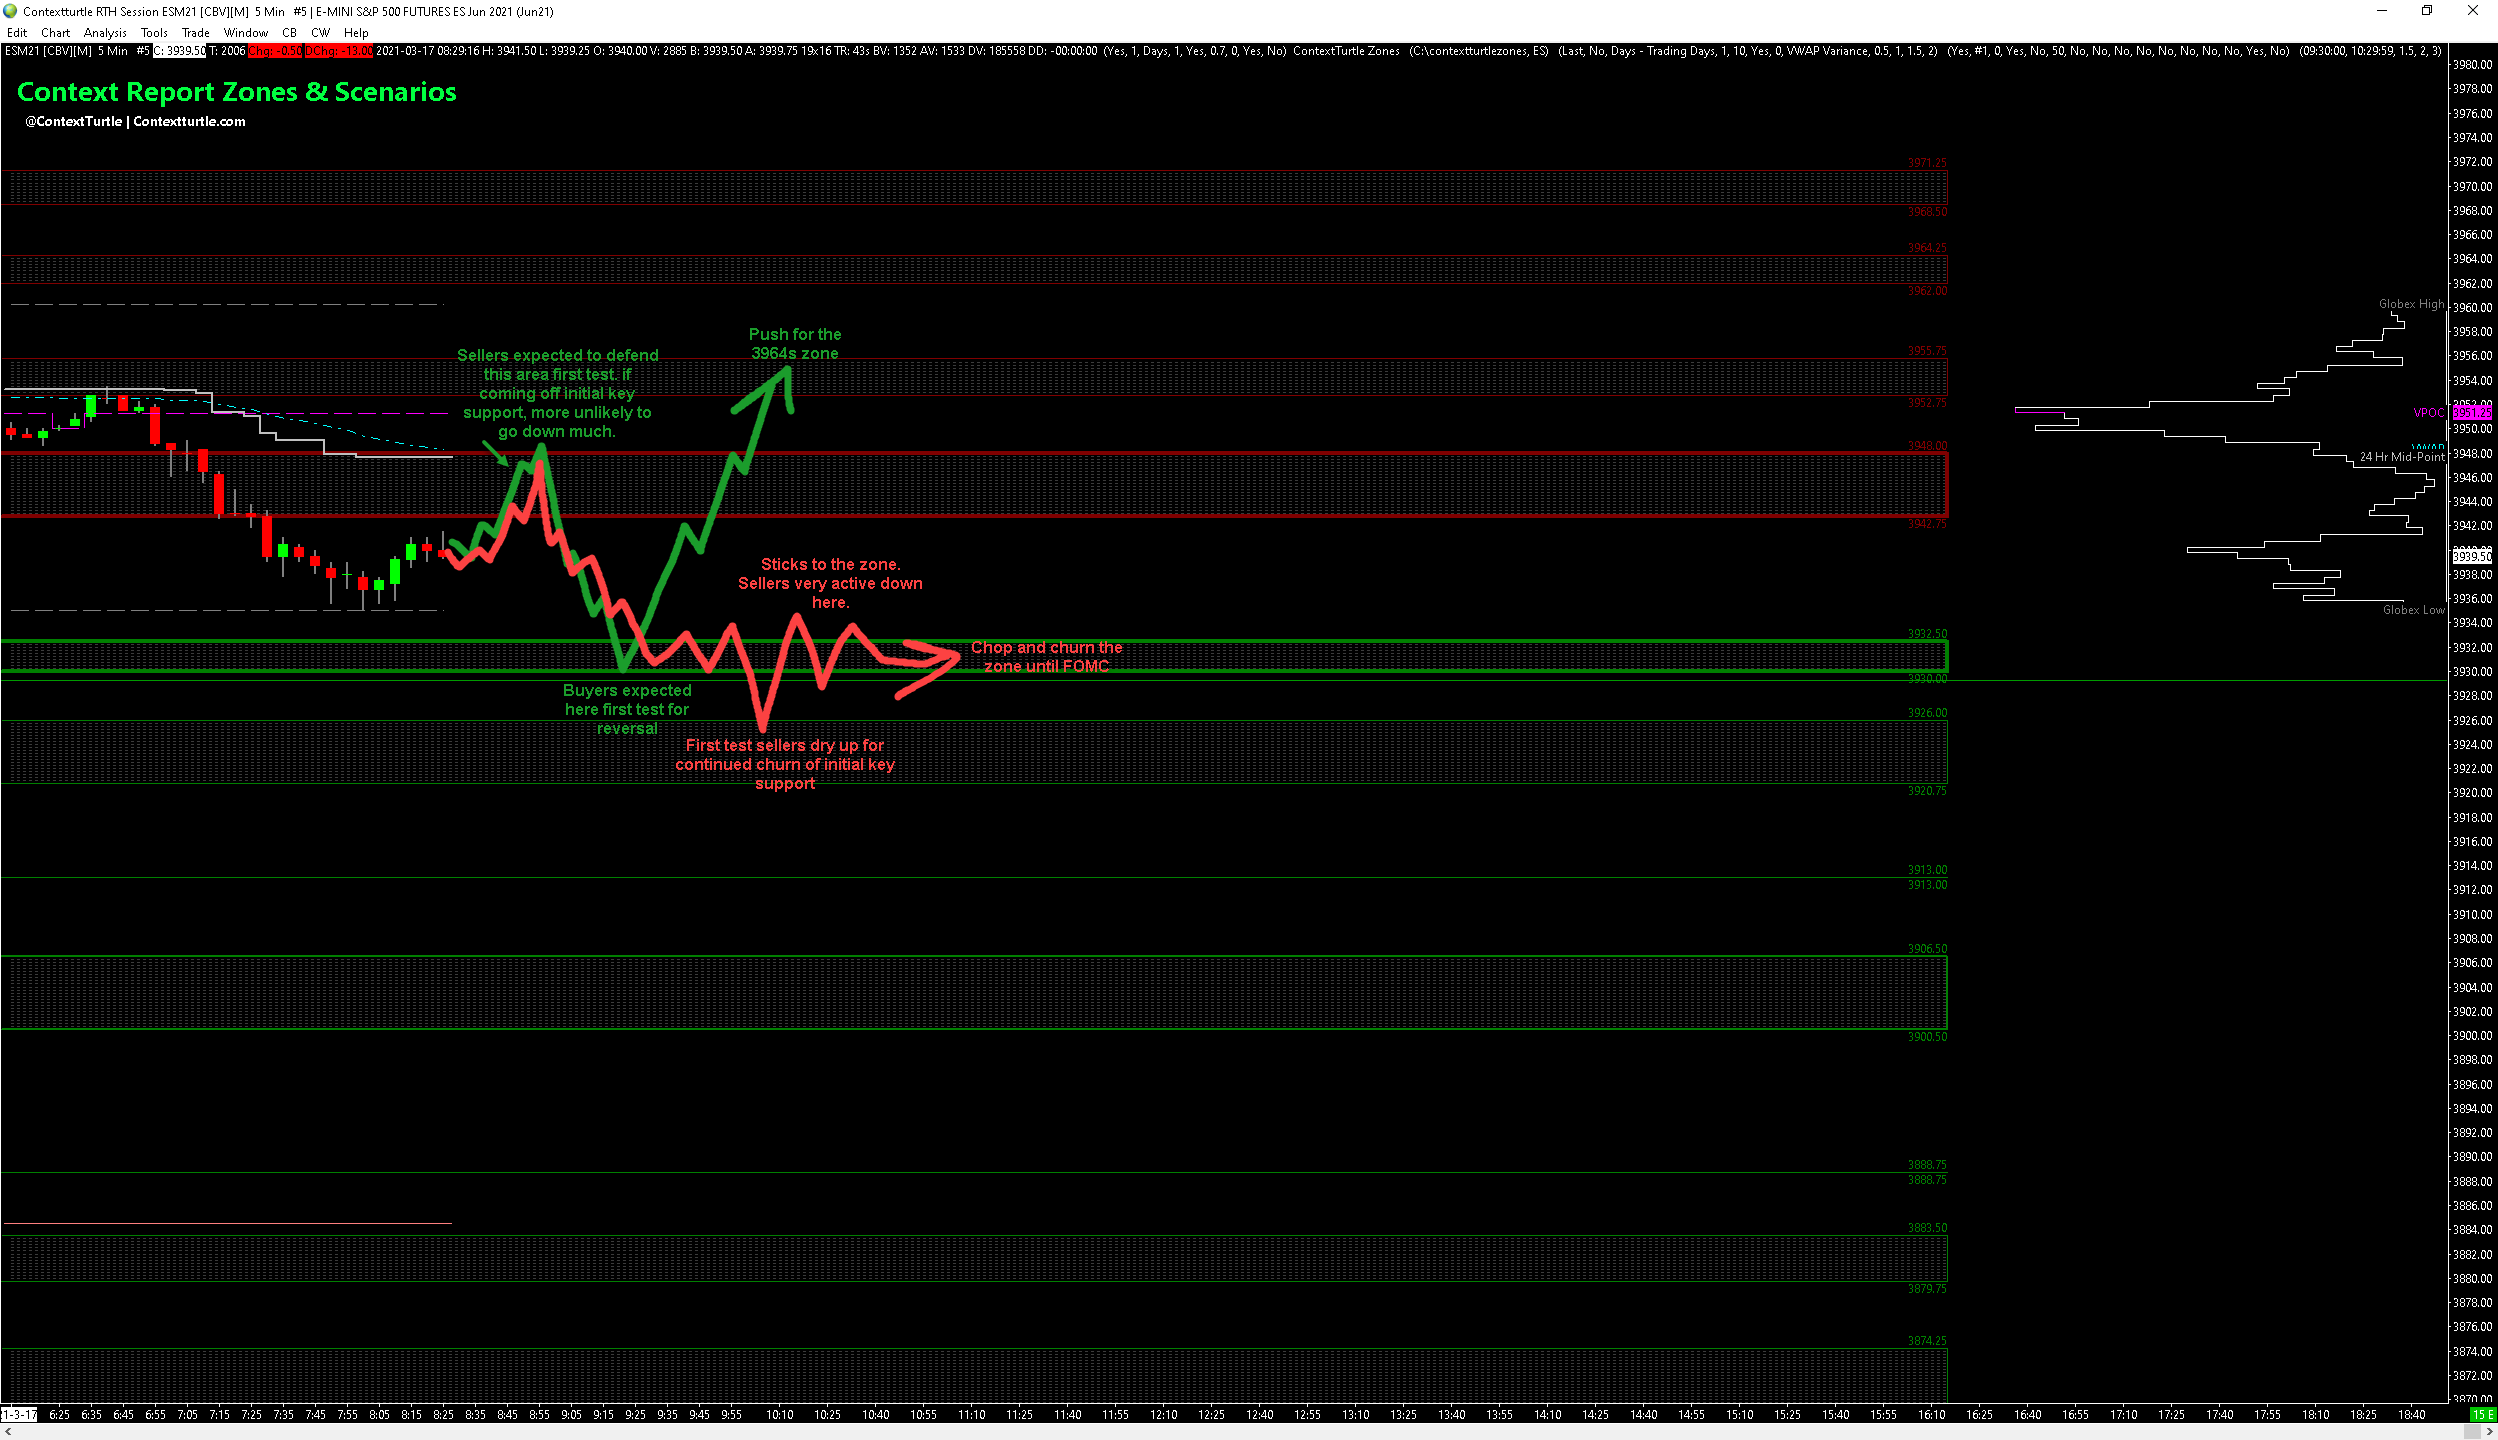 Contextturtle RTH Session ESM21 [CBV][M]  5 Min   #5 | E-MINI S&P 500 FUTURES ES Jun 2021 (Jun21)
Edit Chart Analysis Tools Trade Window CB CW Help
ESM21 [CBV][M]  5 Min   #5 C: 3939.50 T: 2006 Chg: -0.50 DChg: -13.00 2021-03-17 08:29:16 H: 3941.50 L: 3939.25 O: 3940.00 V: 2885 B: 3939.50 A: 3939.75 19x16 TR: 43s BV: 1352 AV: 1533 DV: 185558 DD: -00:00:00  (Yes, 1, Days, 1, Yes, 0.7, 0, Yes, No)  ContextTurtle Zones   (C:\contextturtlezones, ES)   (Last, No, Days - Trading Days, 1, 10, Yes, 0, VWAP Variance, 0.5, 1, 1.5, 2)   (Yes, #1, 0, Yes, No, 50, No, No, No, No, No, No, No, No, Yes, No)   (09:30:00, 10:29:59, 1.5, 2, 3)
Context Report Zones & Scenarios
@ContextTurtle | Contextturtle.com
3971.25
3968.50
3964.25
3962.00
3955.75
3952.75
3948.00
3942.75
3932.50
3930.00
3926.00
3920.75
3913.00
3913.00
3906.50
3900.50
3888.75
3888.75
3883.50
3879.75
3874.25
Sellers expected to defend
this area first test. if
coming off initial key
support, more unlikely to
go down much.
Push for the
3964s zone
Sticks to the zone.
Sellers very active down
here.
Chop and churn the
zone until FOMC
Buyers expected
here first test for
reversal
First test sellers dry up for
continued churn of initial key
support
Globex High
VPOC
VWAP
24 Hr Mid-Point
Globex Low
3980.00
3978.00
3976.00
3974.00
3972.00
3970.00
3968.00
3966.00
3964.00
3962.00
3960.00
3958.00
3956.00
3954.00
3952.00
3951.25
3950.00
3948.00
3946.00
3944.00
3942.00
3939.50
3938.00
3936.00
3934.00
3932.00
3930.00
3928.00
3926.00
3924.00
3922.00
3920.00
3918.00
3916.00
3914.00
3912.00
3910.00
3908.00
3906.00
3904.00
3902.00
3900.00
3898.00
3896.00
3894.00
3892.00
3890.00
3888.00
3886.00
3884.00
3882.00
3880.00
3878.00
3876.00
3874.00
3872.00
3870.00
1-3-17 6:25 6:35 6:45 6:55 7:05 7:15 7:25 7:35 7:45 7:55 8:05 8:15 8:25 8:35 8:45 8:55 9:05 9:15 9:25 9:35 9:45 9:55 10:10 10:25 10:40 10:55 11:10 11:25 11:40 11:55 12:10 12:25 12:40 12:55 13:10 13:25 13:40 13:55 14:10 14:25 14:40 14:55 15:10 15:25 15:40 15:55 16:10 16:25 16:40 16:55 17:10 17:25 17:40 17:55 18:10 18:25 18:40 15 E